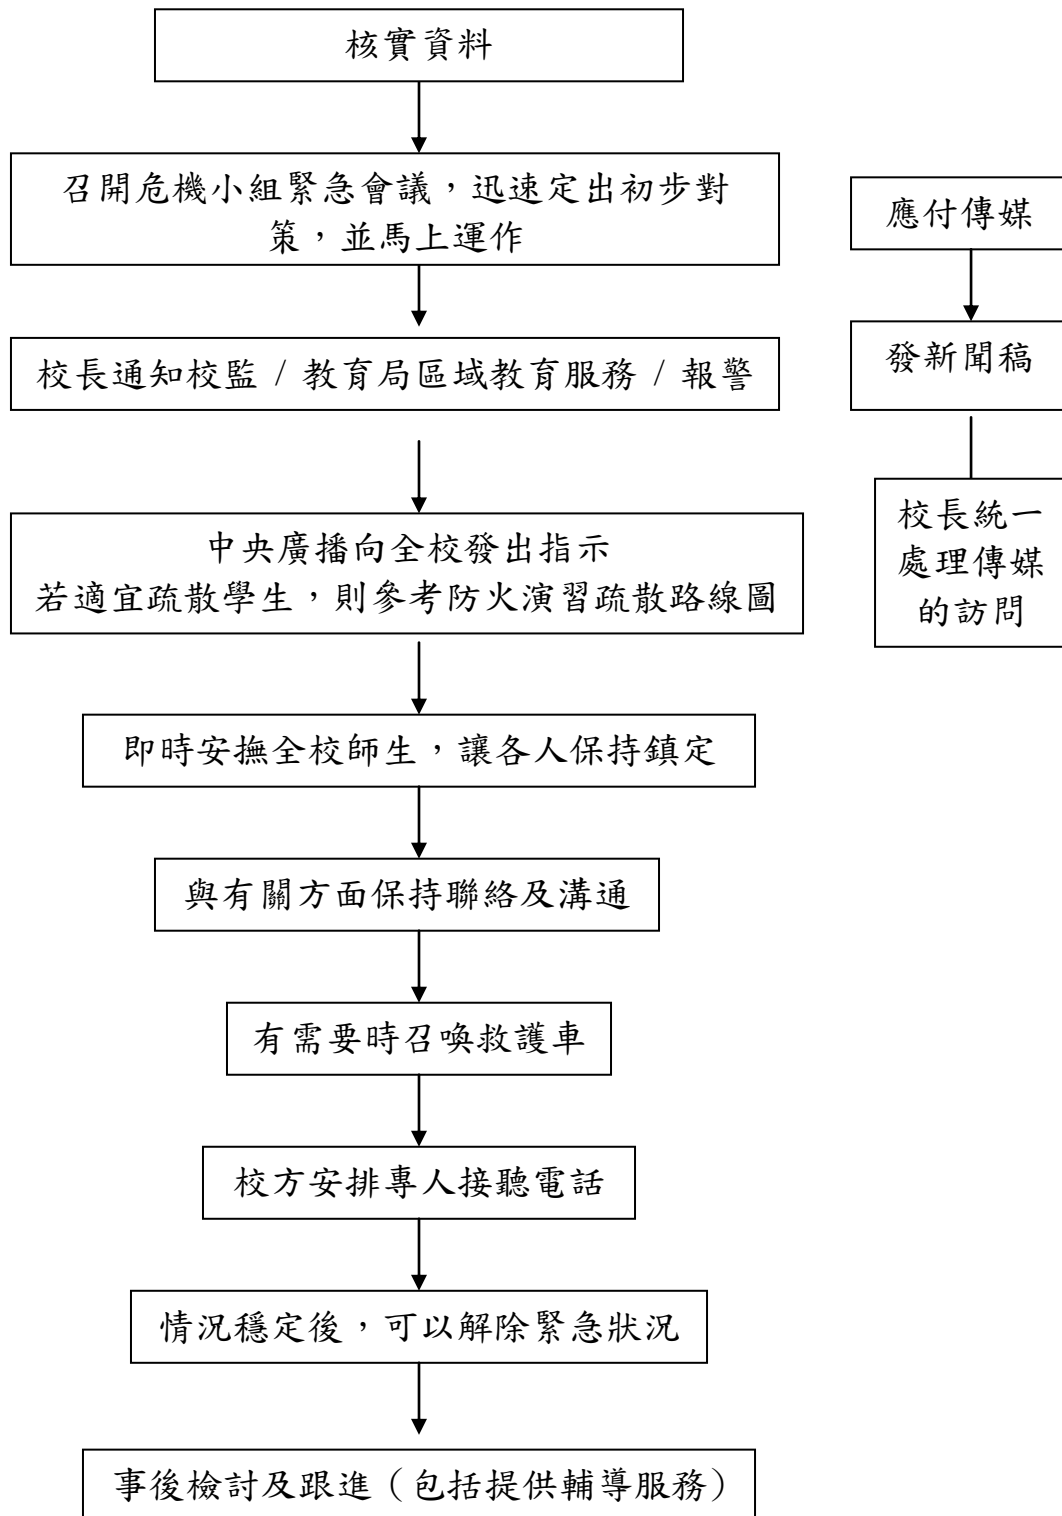 核實資料
召開危機小組緊急會議，迅速定出初步對
策，並馬上運作
校長通知校監 / 教育局區域教育服務 / 報警
中央廣播向全校發出指示
若適宜疏散學生，則參考防火演習疏散路線圖
即時安撫全校師生，讓各人保持鎮定
與有關方面保持聯絡及溝通
有需要時召喚救護車
校方安排專人接聽電話
情況穩定後，可以解除緊急狀況
事後檢討及跟進（包括提供輔導服務）
應付傳媒
發新聞稿
校長統一
處理傳媒
的訪問